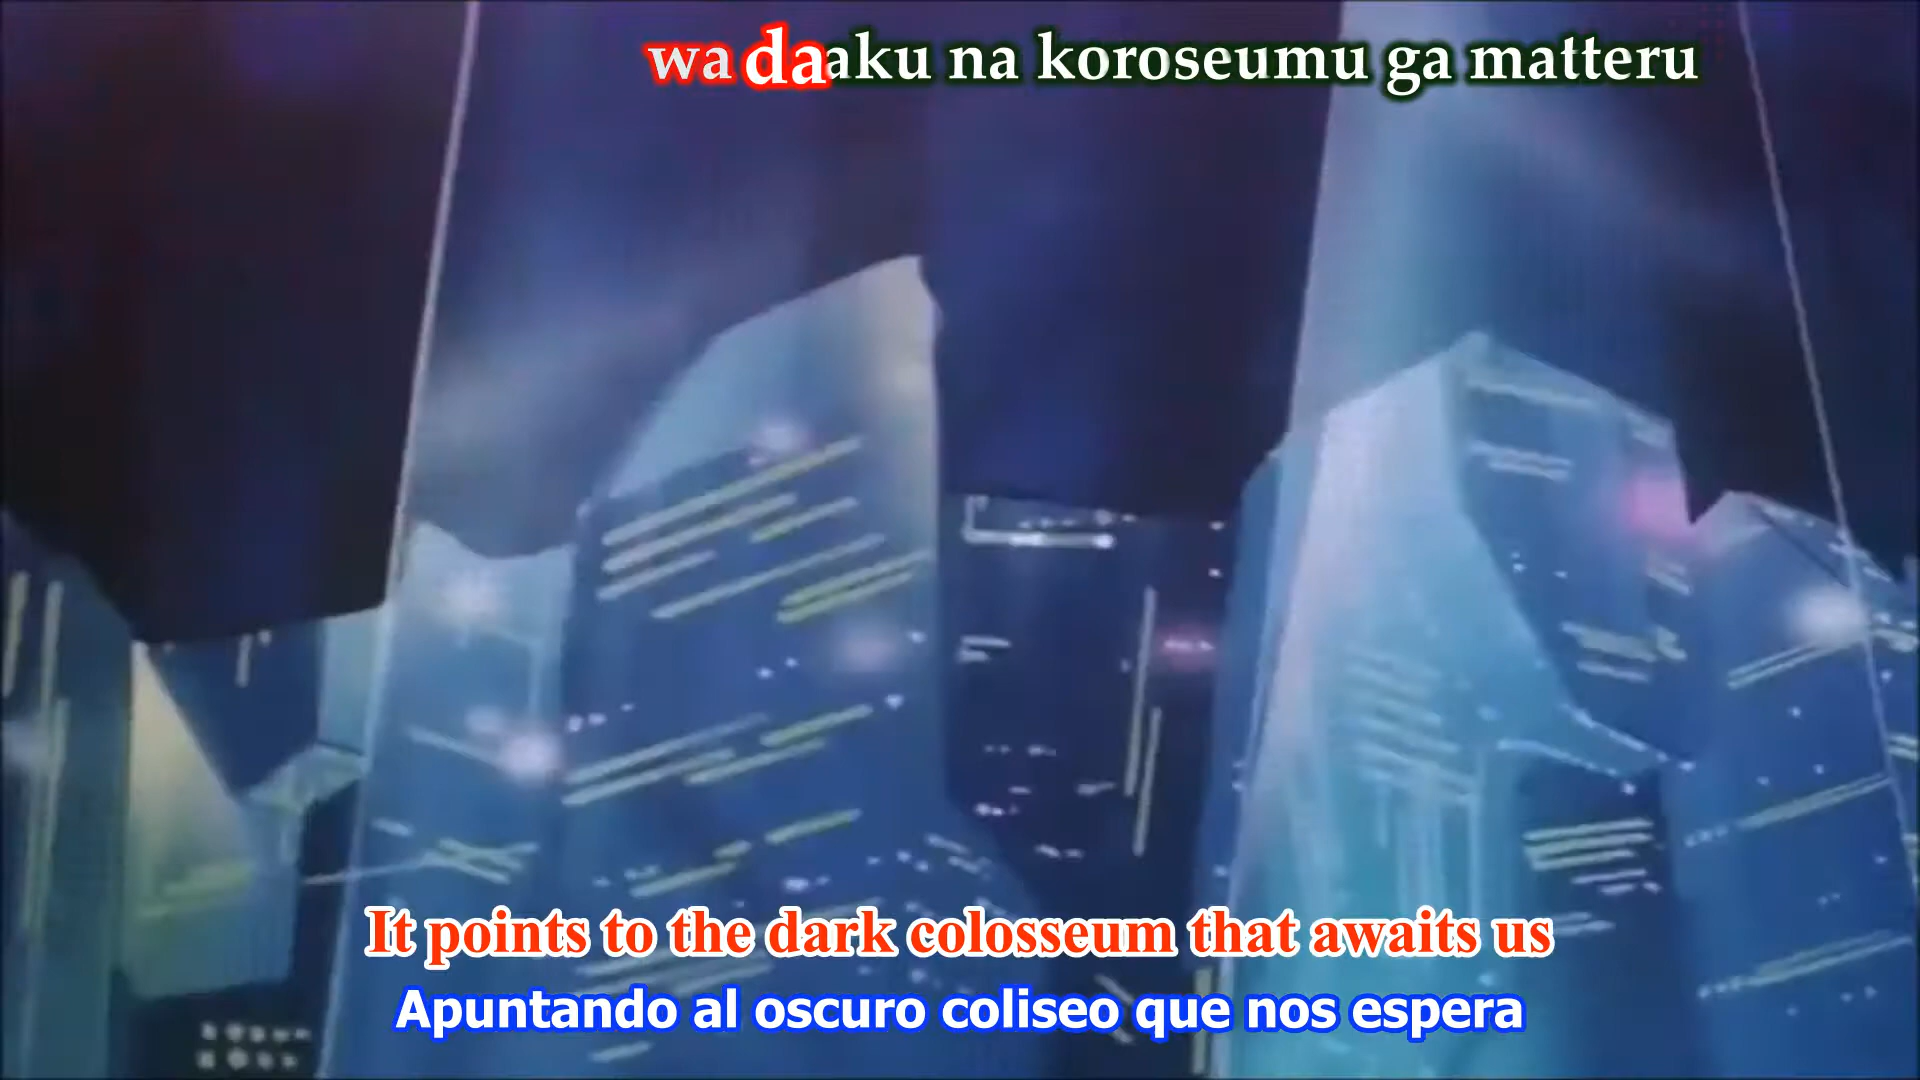 wa daaku na koroseumu ga matteru
It points to the dark colosseum that awaits us
Apuntando al oscuro coliseo que nos espera